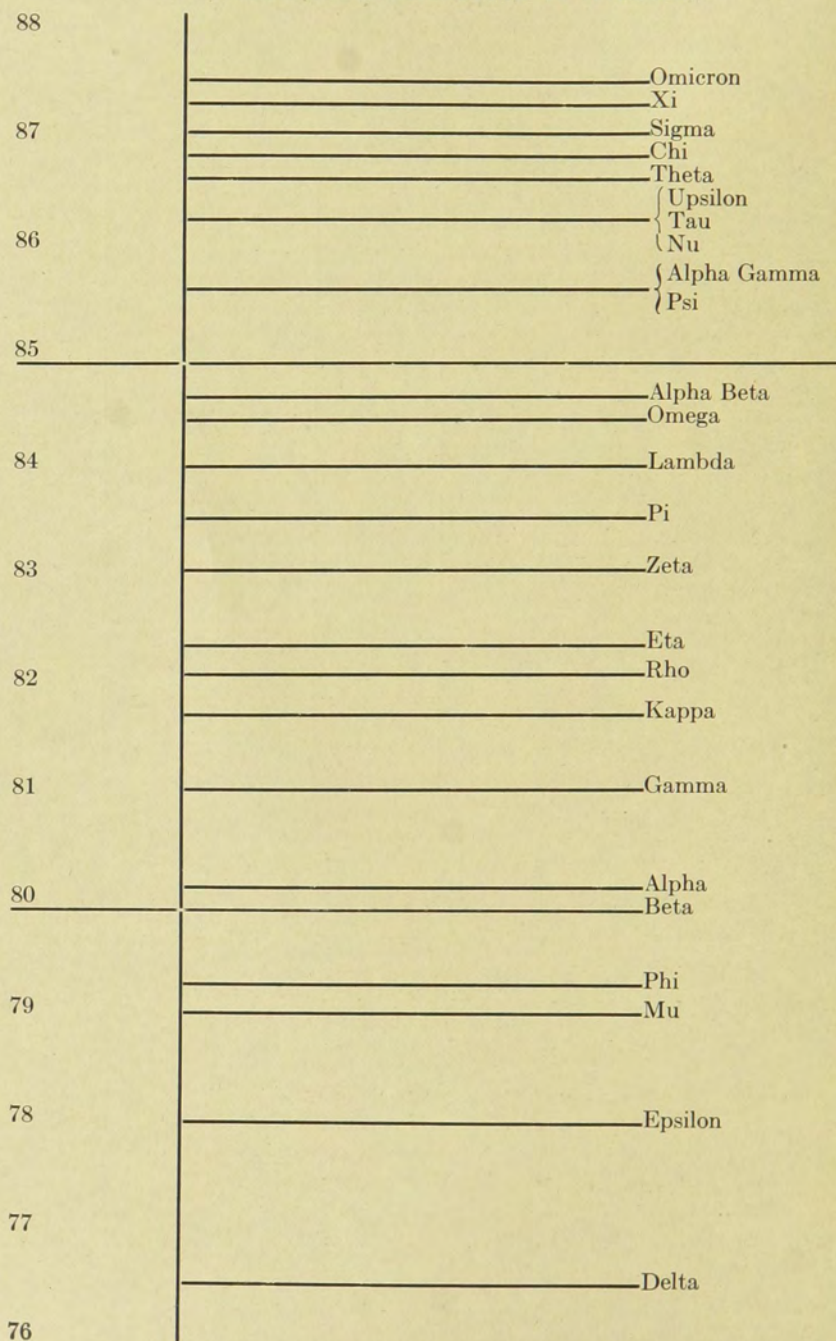 88
Omicron
Xi
87
Sigma
Chi
Theta
Upsilon
Tau
86
Nu
Alpha Gamma
Psi
85
Alpha Beta
Omega
84
Lambda
Pi
83
Zeta
Eta
82
Rho
Kappa
81
Gamma
80
Alpha
Beta
Phi
79
Mu
78
Epsilon
77
Delta
76